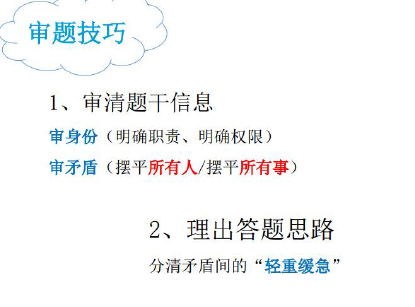 审题技巧
1、审清题干信息
审身份（明确职责、明确权限）
审矛盾（摆平所有人/摆平所有事）
2、理出答题思路
分清矛盾间的“轻重缓急”